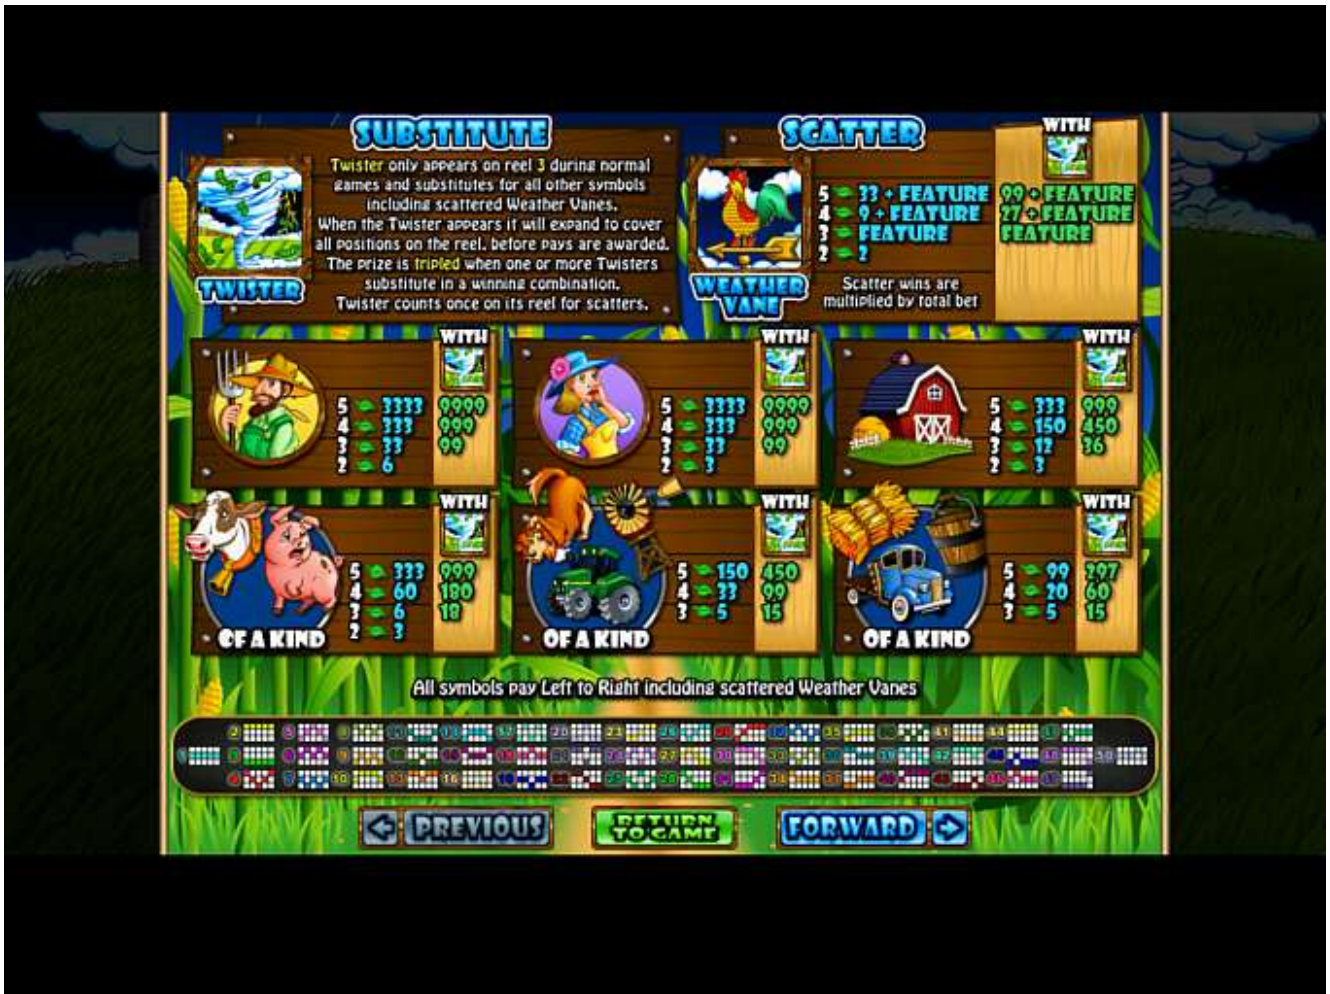 SUBSTITUTE
Twister only appears on reel 3 during normal
games and substitutes for all other symbols
including scattered Weather Vanes.
When the Twister appears it will expand to cover
all positions on the reel, before pays are awarded.
The prize is tripled when one or more Twisters
substitute in a winning combination.
Twister counts once on its reel for scatters.
TWISTER
SCATTER
WITH
5 33 + FEATURE 99 + FEATURE
4 9 + FEATURE 27 + FEATURE
3 FEATURE FEATURE
2 2
WEATHER
VANE
Scatter wins are
multiplied by total bet
WITH
5 3333 9999
4 333 999
3 33 99
2 6
WITH
5 3333 9999
4 333 999
3 33 99
2 3
WITH
5 333 999
4 150 450
3 12 36
2 3
WITH
5 333 999
4 60 180
3 6 18
2 3
OF A KIND
WITH
5 150 450
4 33 99
3 5 15
OF A KIND
WITH
5 99 297
4 20 60
3 5 15
OF A KIND
All symbols pay Left to Right including scattered Weather Vanes
PREVIOUS
RETURN
TO GAME
FORWARD